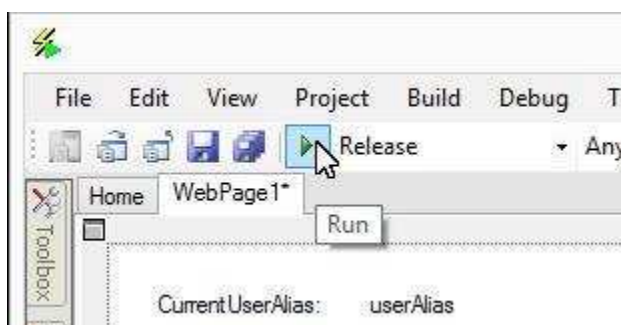 File Edit View Project Build Debug T
Release Any
Home WebPage1*
Run
Toolbox
CurrentUserAlias: userAlias